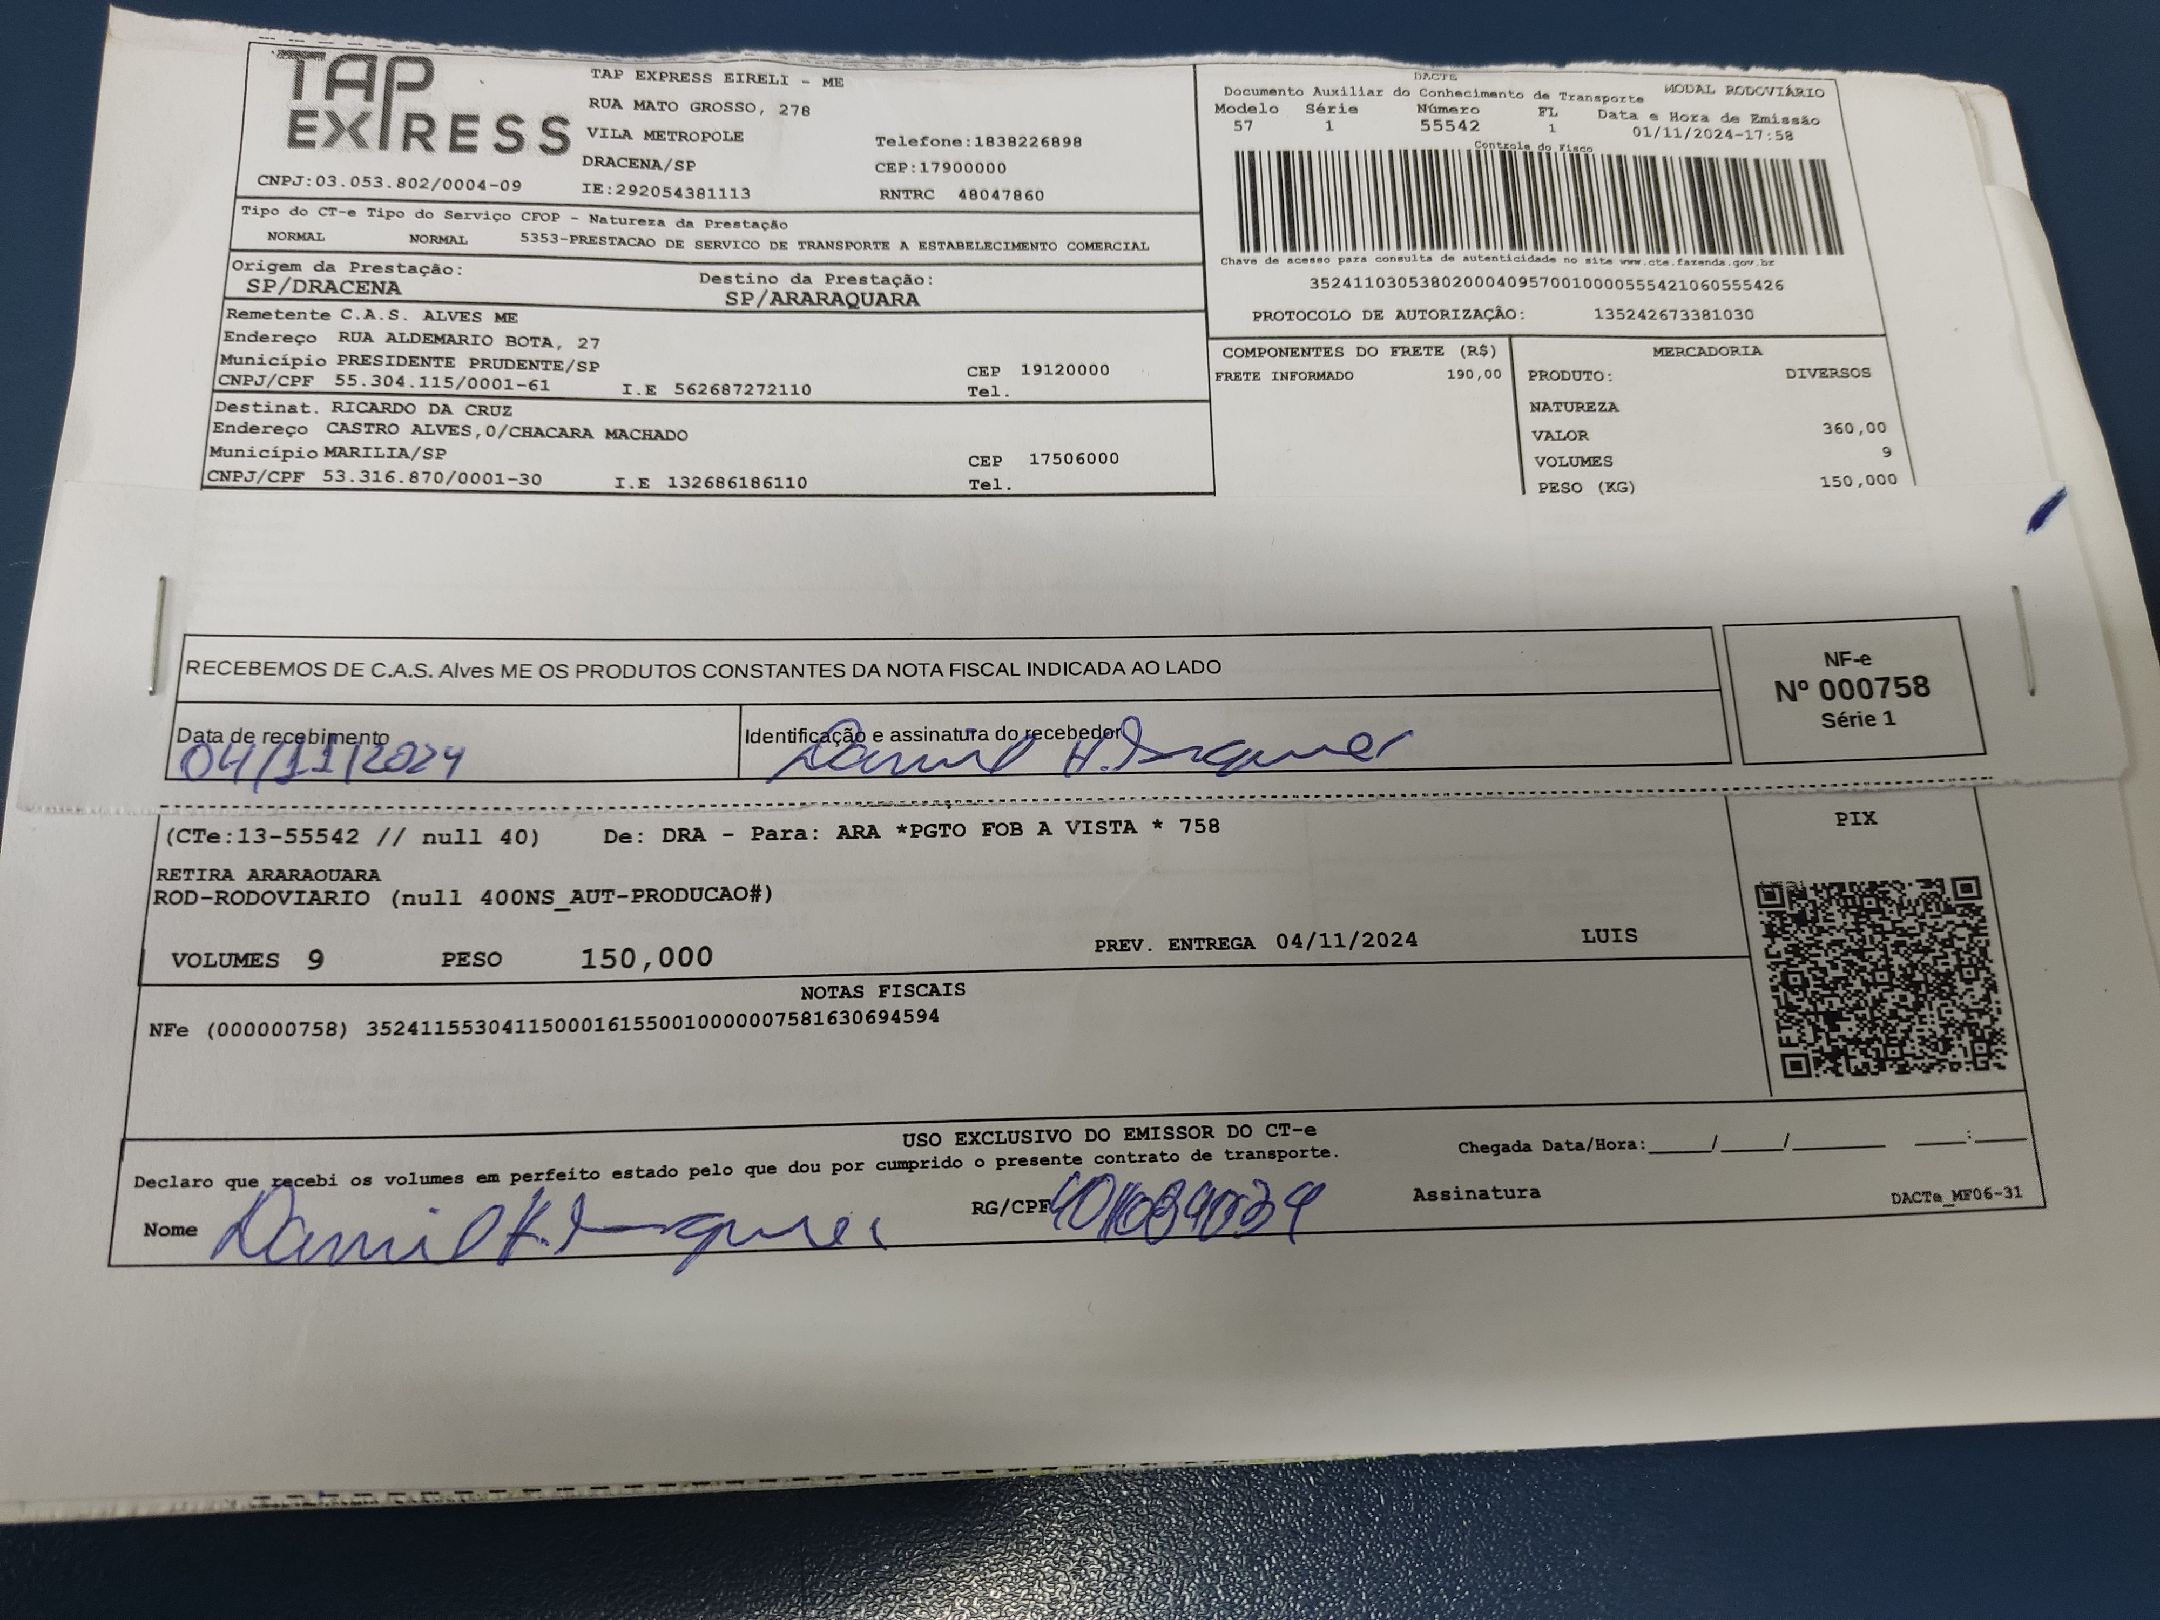 TAP EXPRESS
TAP EXPRESS EIRELI - ME
RUA MATO GROSSO, 278
VILA METROPOLE
Telefone:1838226898
DRACENA/SP
CEP:17900000
CNPJ:03.053.802/0004-09
IE:292054381113
RNTRC 48047860
DACTE
Documento Auxiliar do Conhecimento de Transporte
MODAL RODOVIÁRIO
Modelo Série Número FL Data e Hora de Emissão
57 1 55542 1 01/11/2024-17:58
Controle do Fisco
Chave de acesso para consulta de autenticidade no site www.cte.fazenda.gov.br
35241103053802000409570010000555421060555426
PROTOCOLO DE AUTORIZAÇÃO: 135242673381030
Tipo do CT-e Tipo do Serviço CFOP - Natureza da Prestação
NORMAL NORMAL 5353-PRESTACAO DE SERVICO DE TRANSPORTE A ESTABELECIMENTO COMERCIAL
Origem da Prestação: Destino da Prestação:
SP/DRACENA SP/ARARAQUARA
Remetente C.A.S. ALVES ME
Endereço RUA ALDEMARIO BOTA, 27
Município PRESIDENTE PRUDENTE/SP CEP 19120000
CNPJ/CPF 55.304.115/0001-61 I.E 562687272110 Tel.
Destinat. RICARDO DA CRUZ
Endereço CASTRO ALVES,0/CHACARA MACHADO
Município MARILIA/SP CEP 17506000
CNPJ/CPF 53.316.870/0001-30 I.E 132686186110 Tel.
COMPONENTES DO FRETE (R$)
FRETE INFORMADO 190,00
MERCADORIA
PRODUTO: DIVERSOS
NATUREZA
VALOR 360,00
VOLUMES 9
PESO (KG) 150,000
RECEBEMOS DE C.A.S. Alves ME OS PRODUTOS CONSTANTES DA NOTA FISCAL INDICADA AO LADO
NF-e
Nº 000758
Série 1
Data de recebimento
04/11/2024
Identificação e assinatura do recebedor
(CTe:13-55542 // null 40) De: DRA - Para: ARA *PGTO FOB A VISTA * 758
PIX
RETIRA ARARAQUARA
ROD-RODOVIARIO (null 400NS_AUT-PRODUCAO#)
VOLUMES 9 PESO 150,000 PREV. ENTREGA 04/11/2024 LUIS
NOTAS FISCAIS
NFe (000000758) 35241155304115000161550010000007581630694594
USO EXCLUSIVO DO EMISSOR DO CT-e
Chegada Data/Hora:_____/_____/_____ ____:____
Declaro que recebi os volumes em perfeito estado pelo que dou por cumprido o presente contrato de transporte.
Nome
RG/CPF
Assinatura
DACTe_MF06-31